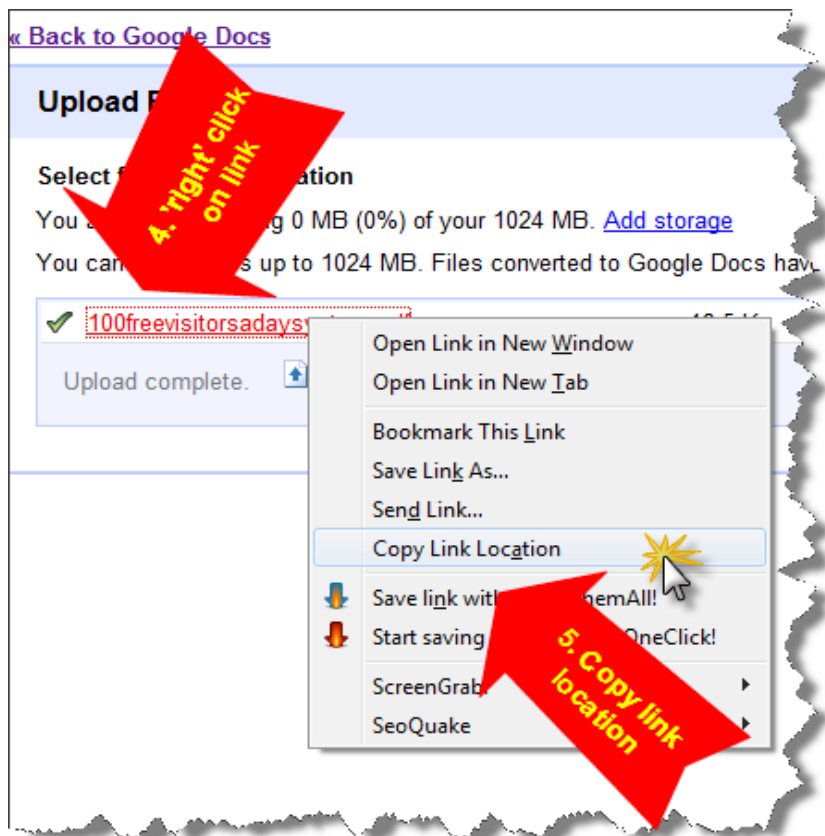 « Back to Google Docs
Upload
4. 'right' click
on link
Select
ation
You
g 0 MB (0%) of your 1024 MB. Add storage
You can
s up to 1024 MB. Files converted to Google Docs have
100freevisitorsadaysy
Upload complete.
Open Link in New Window
Open Link in New Tab
Bookmark This Link
Save Link As...
Send Link...
Copy Link Location
Save link with
hemAll!
Start saving
OneClick!
5. Copy link
location
ScreenGrab
SeoQuake